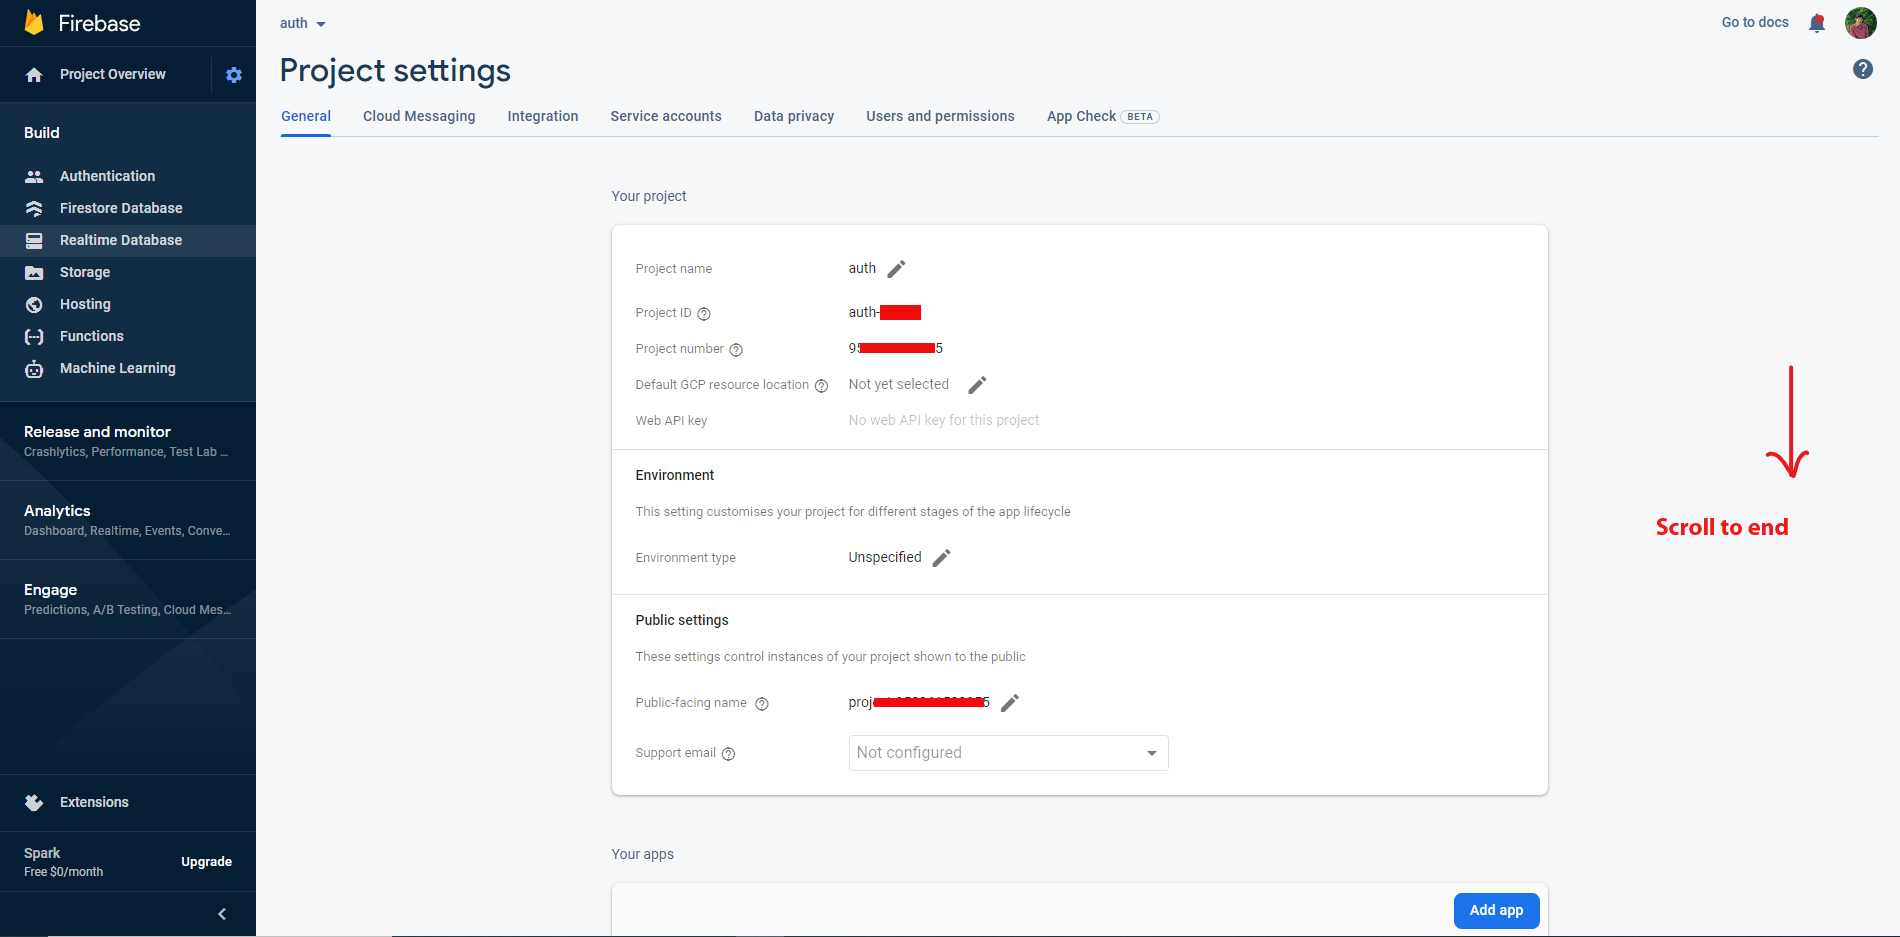 Firebase
Project Overview
Build
Authentication
Firestore Database
Realtime Database
Storage
Hosting
Functions
Machine Learning
Release and monitor
Crashlytics, Performance, Test Lab ...
Analytics
Dashboard, Realtime, Events, Conve...
Engage
Predictions, A/B Testing, Cloud Mes...
Extensions
Spark
Free $0/month
Upgrade
auth
Go to docs
Project settings
General Cloud Messaging Integration Service accounts Data privacy Users and permissions App Check BETA
Your project
Project name auth
Project ID auth-
Project number 95 5
Default GCP resource location Not yet selected
Web API key No web API key for this project
Environment
This setting customises your project for different stages of the app lifecycle
Environment type Unspecified
Public settings
These settings control instances of your project shown to the public
Public-facing name proj 5
Support email Not configured
Your apps
Add app
Scroll to end